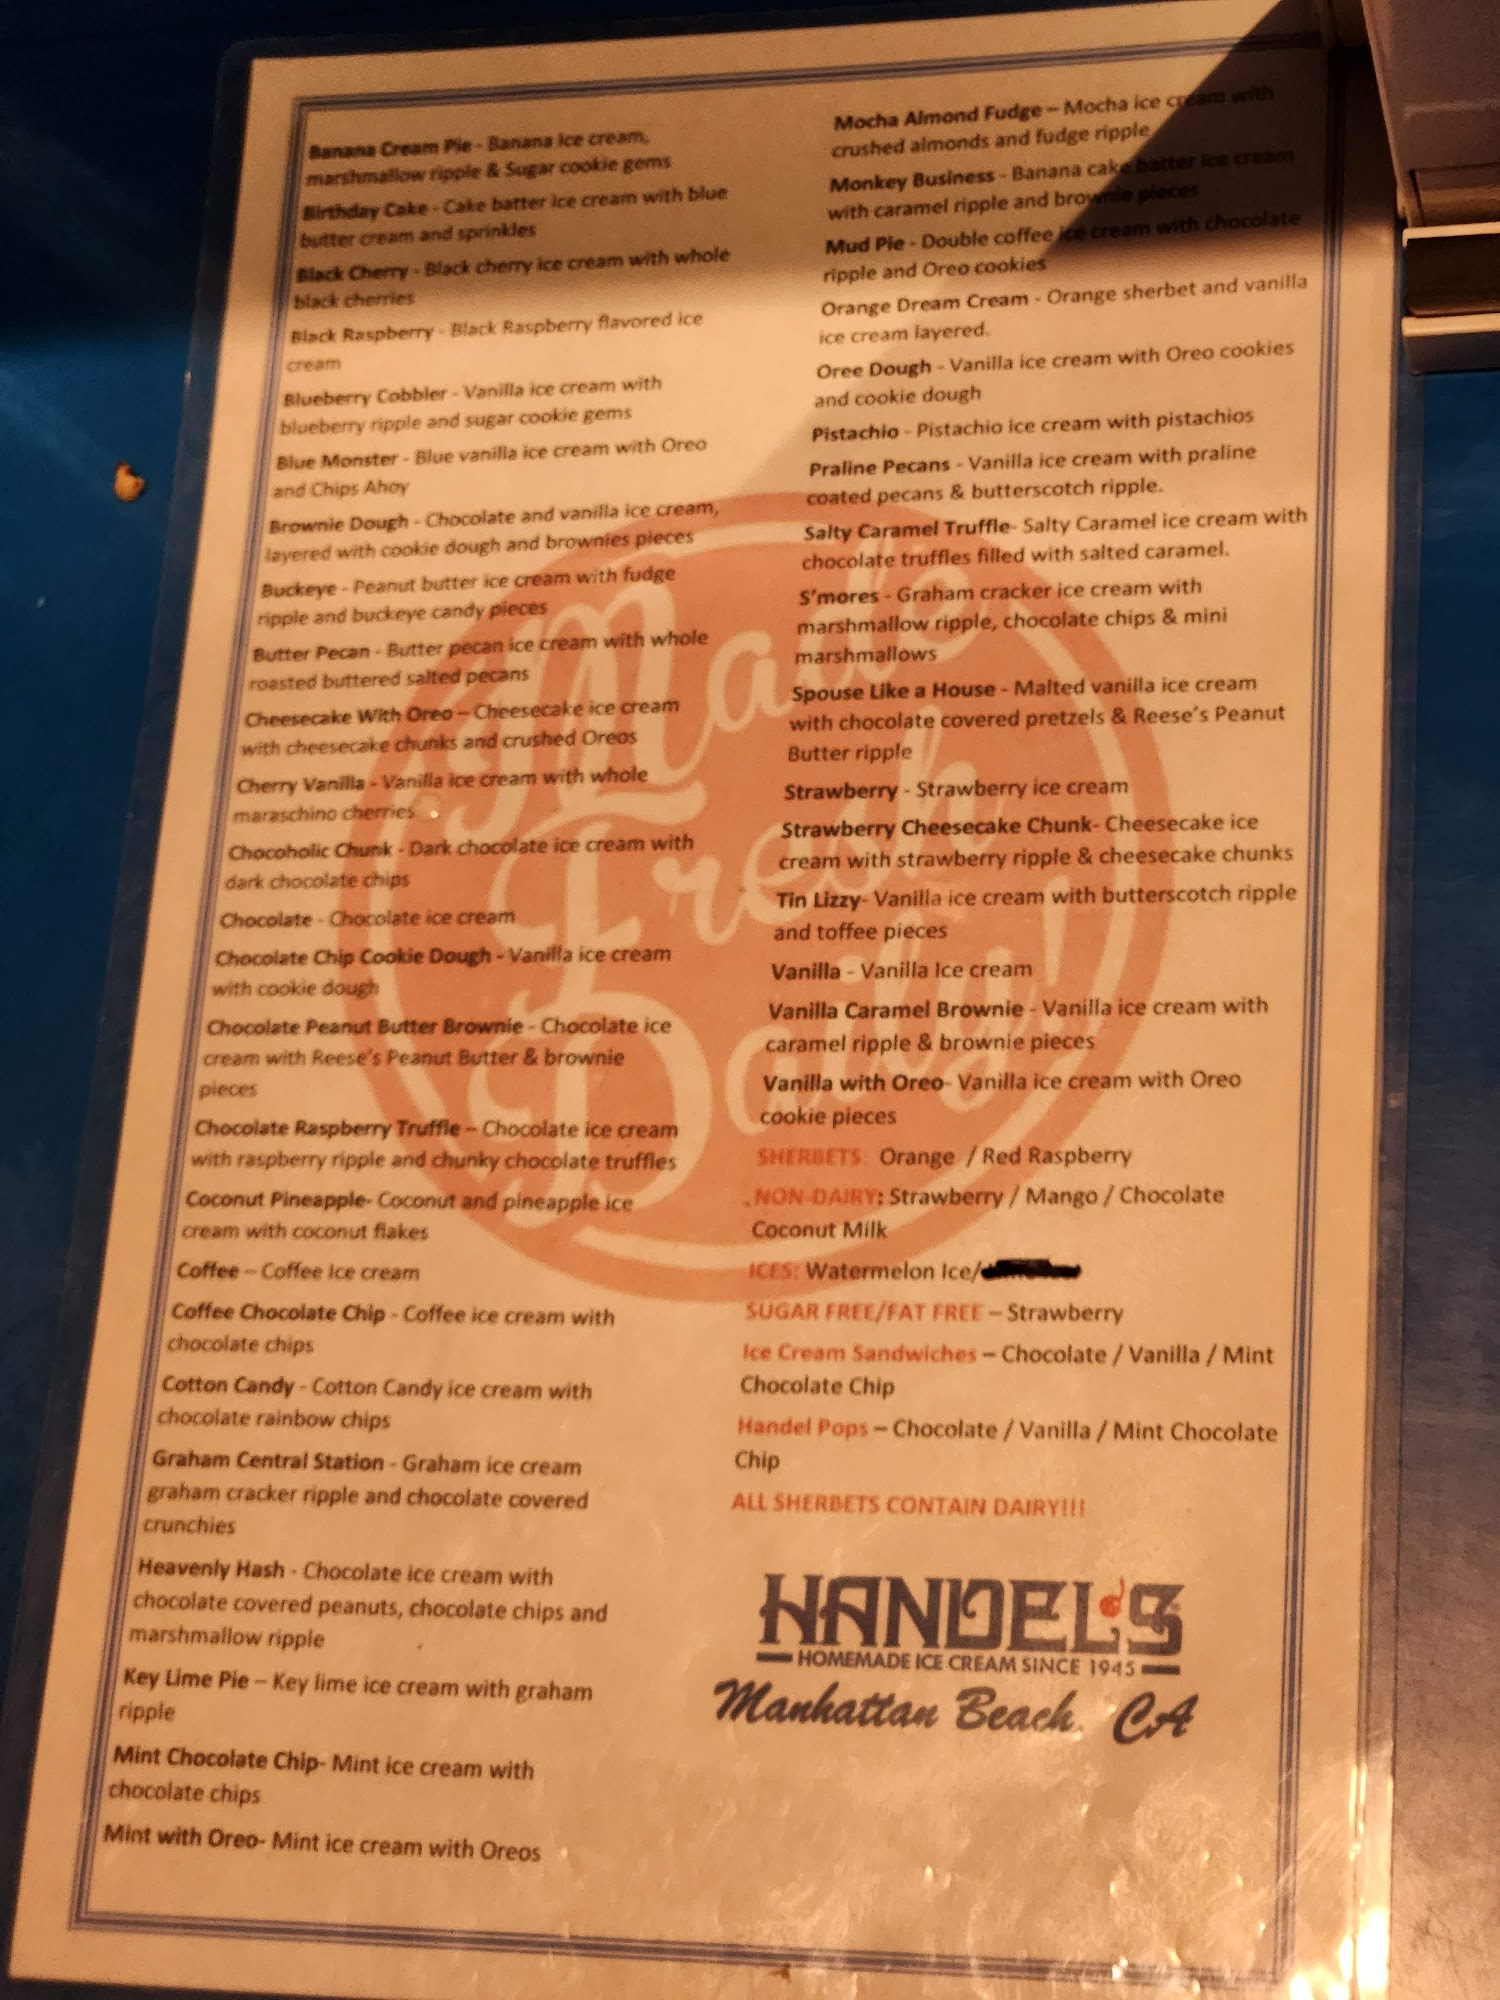 Banana Cream Pie - Banana Ice cream,
marshmallow ripple & Sugar cookie gems
Birthday Cake - Cake batter ice cream with blue
butter cream and sprinkles
Black Cherry - Black cherry ice cream with whole
black cherries
Black Raspberry - Black Raspberry flavored ice
cream
Blueberry Cobbler - Vanilla ice cream with
blueberry ripple and sugar cookie gems
Blue Monster - Blue vanilla ice cream with Oreo
and Chips Ahoy
Brownie Dough - Chocolate and vanilla ice cream,
layered with cookie dough and brownies pieces
Buckeye - Peanut butter ice cream with fudge
ripple and buckeye candy pieces
Butter Pecan - Butter pecan ice cream with whole
roasted buttered salted pecans
Cheesecake With Oreo – Cheesecake ice cream
with cheesecake chunks and crushed Oreos
Cherry Vanilla - Vanilla ice cream with whole
maraschino cherries
Chocoholic Chunk - Dark chocolate ice cream with
dark chocolate chips
Chocolate - Chocolate ice cream
Chocolate Chip Cookie Dough - Vanilla ice cream
with cookie dough
Chocolate Peanut Butter Brownie - Chocolate ice
cream with Reese's Peanut Butter & brownie
pieces
Chocolate Raspberry Truffle – Chocolate ice cream
with raspberry ripple and chunky chocolate truffles
Coconut Pineapple- Coconut and pineapple ice
cream with coconut flakes
Coffee – Coffee Ice cream
Coffee Chocolate Chip - Coffee ice cream with
chocolate chips
Cotton Candy - Cotton Candy ice cream with
chocolate rainbow chips
Graham Central Station - Graham ice cream
graham cracker ripple and chocolate covered
crunchies
Heavenly Hash - Chocolate ice cream with
chocolate covered peanuts, chocolate chips and
marshmallow ripple
Key Lime Pie – Key lime ice cream with graham
ripple
Mint Chocolate Chip- Mint ice cream with
chocolate chips
Mint with Oreo- Mint ice cream with Oreos
Mocha Almond Fudge – Mocha ice cream with
crushed almonds and fudge ripple
Monkey Business - Banana cake batter ice cream
with caramel ripple and brownie pieces
Mud Pie - Double coffee ice cream with chocolate
ripple and Oreo cookies
Orange Dream Cream - Orange sherbet and vanilla
ice cream layered.
Oree Dough - Vanilla ice cream with Oreo cookies
and cookie dough
Pistachio - Pistachio ice cream with pistachios
Praline Pecans - Vanilla ice cream with praline
coated pecans & butterscotch ripple.
Salty Caramel Truffle- Salty Caramel ice cream with
chocolate truffles filled with salted caramel.
S'mores - Graham cracker ice cream with
marshmallow ripple, chocolate chips & mini
marshmallows
Spouse Like a House - Malted vanilla ice cream
with chocolate covered pretzels & Reese's Peanut
Butter ripple
Strawberry - Strawberry ice cream
Strawberry Cheesecake Chunk- Cheesecake ice
cream with strawberry ripple & cheesecake chunks
Tin Lizzy- Vanilla ice cream with butterscotch ripple
and toffee pieces
Vanilla - Vanilla Ice cream
Vanilla Caramel Brownie - Vanilla ice cream with
caramel ripple & brownie pieces
Vanilla with Oreo- Vanilla ice cream with Oreo
cookie pieces
SHERBETS: Orange / Red Raspberry
NON-DAIRY: Strawberry / Mango / Chocolate
Coconut Milk
ICES: Watermelon Ice/
SUGAR FREE/FAT FREE – Strawberry
Ice Cream Sandwiches – Chocolate / Vanilla / Mint
Chocolate Chip
Handel Pops – Chocolate / Vanilla / Mint Chocolate
Chip
ALL SHERBETS CONTAIN DAIRY!!!
Made
Fresh
Daily!
HANDEL'S
HOMEMADE ICE CREAM SINCE 1945
Manhattan Beach, CA